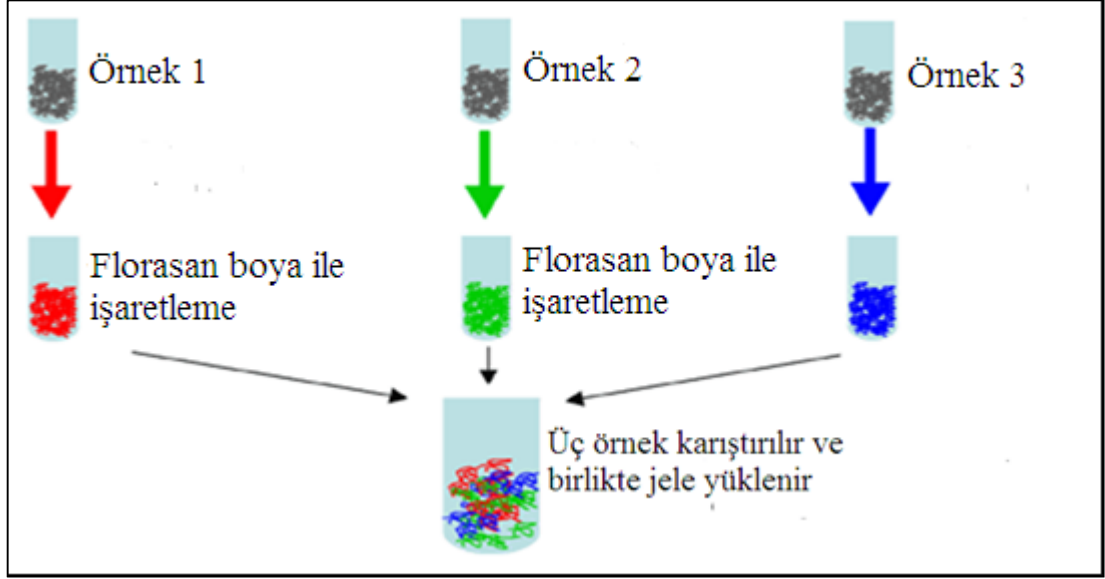 Örnek 1
Örnek 2
Örnek 3
Florasan boya ile
işaretleme
Florasan boya ile
işaretleme
Üç örnek karıştırılır ve
birlikte jele yüklenir